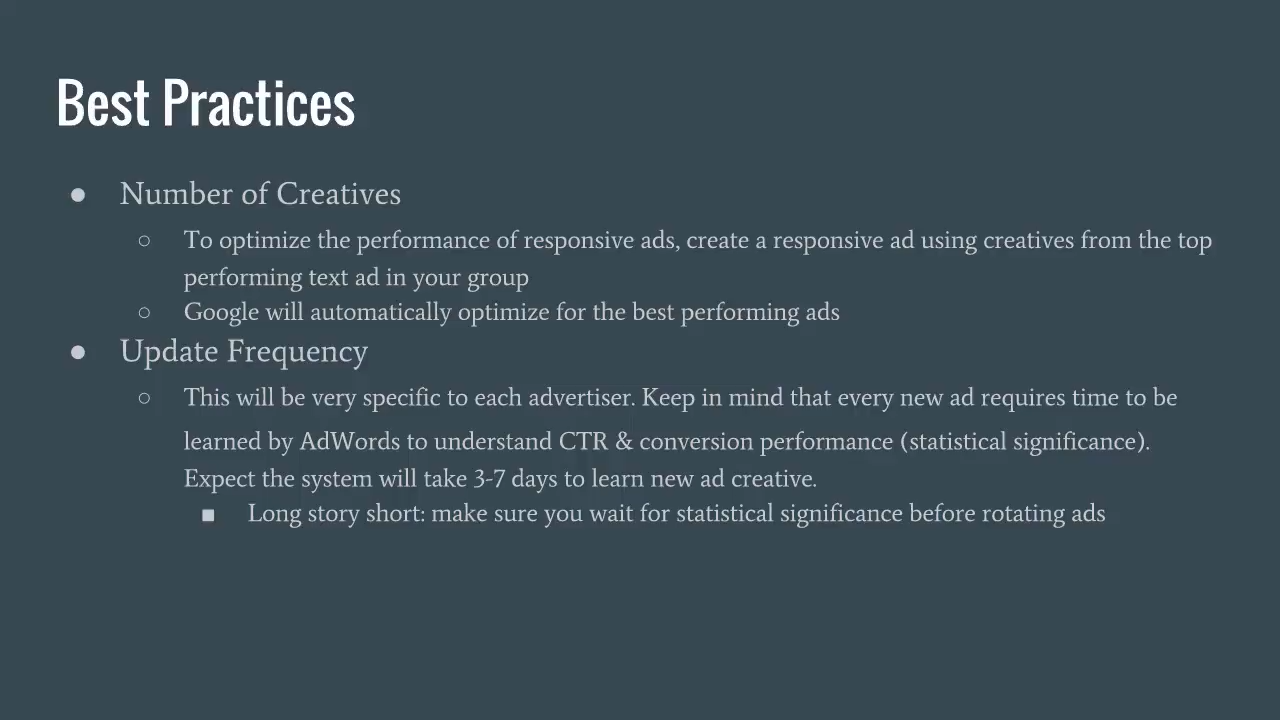 Best Practices
● Number of Creatives
○ To optimize the performance of responsive ads, create a responsive ad using creatives from the top
performing text ad in your group
○ Google will automatically optimize for the best performing ads
● Update Frequency
○ This will be very specific to each advertiser. Keep in mind that every new ad requires time to be
learned by AdWords to understand CTR & conversion performance (statistical significance).
Expect the system will take 3-7 days to learn new ad creative.
■ Long story short: make sure you wait for statistical significance before rotating ads